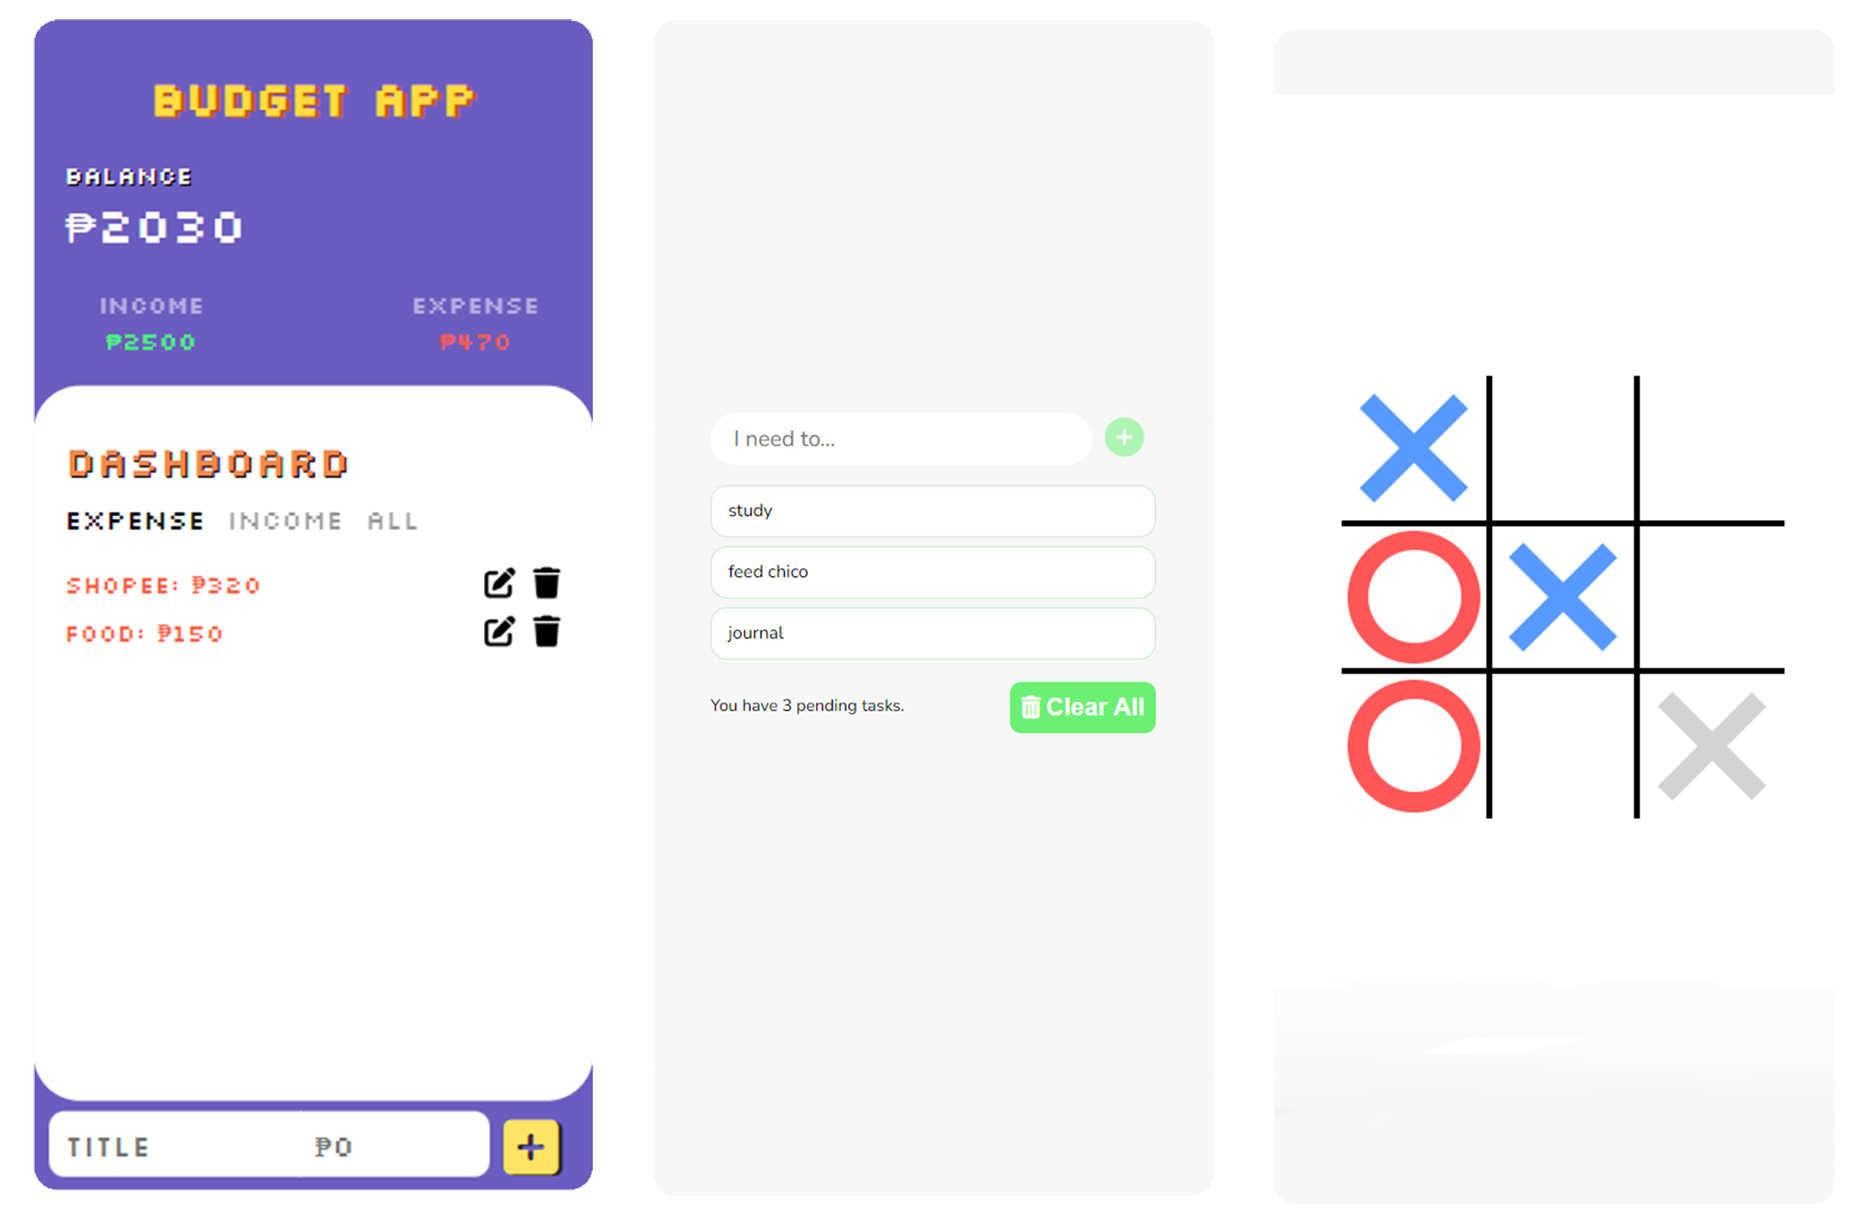 BUDGET APP
BALANCE
₱2030
INCOME EXPENSE
₱2500 ₱470
DASHBOARD
EXPENSE INCOME ALL
SHOPEE: ₱320
FOOD: ₱150
TITLE ₱0
I need to...
study
feed chico
journal
You have 3 pending tasks. Clear All